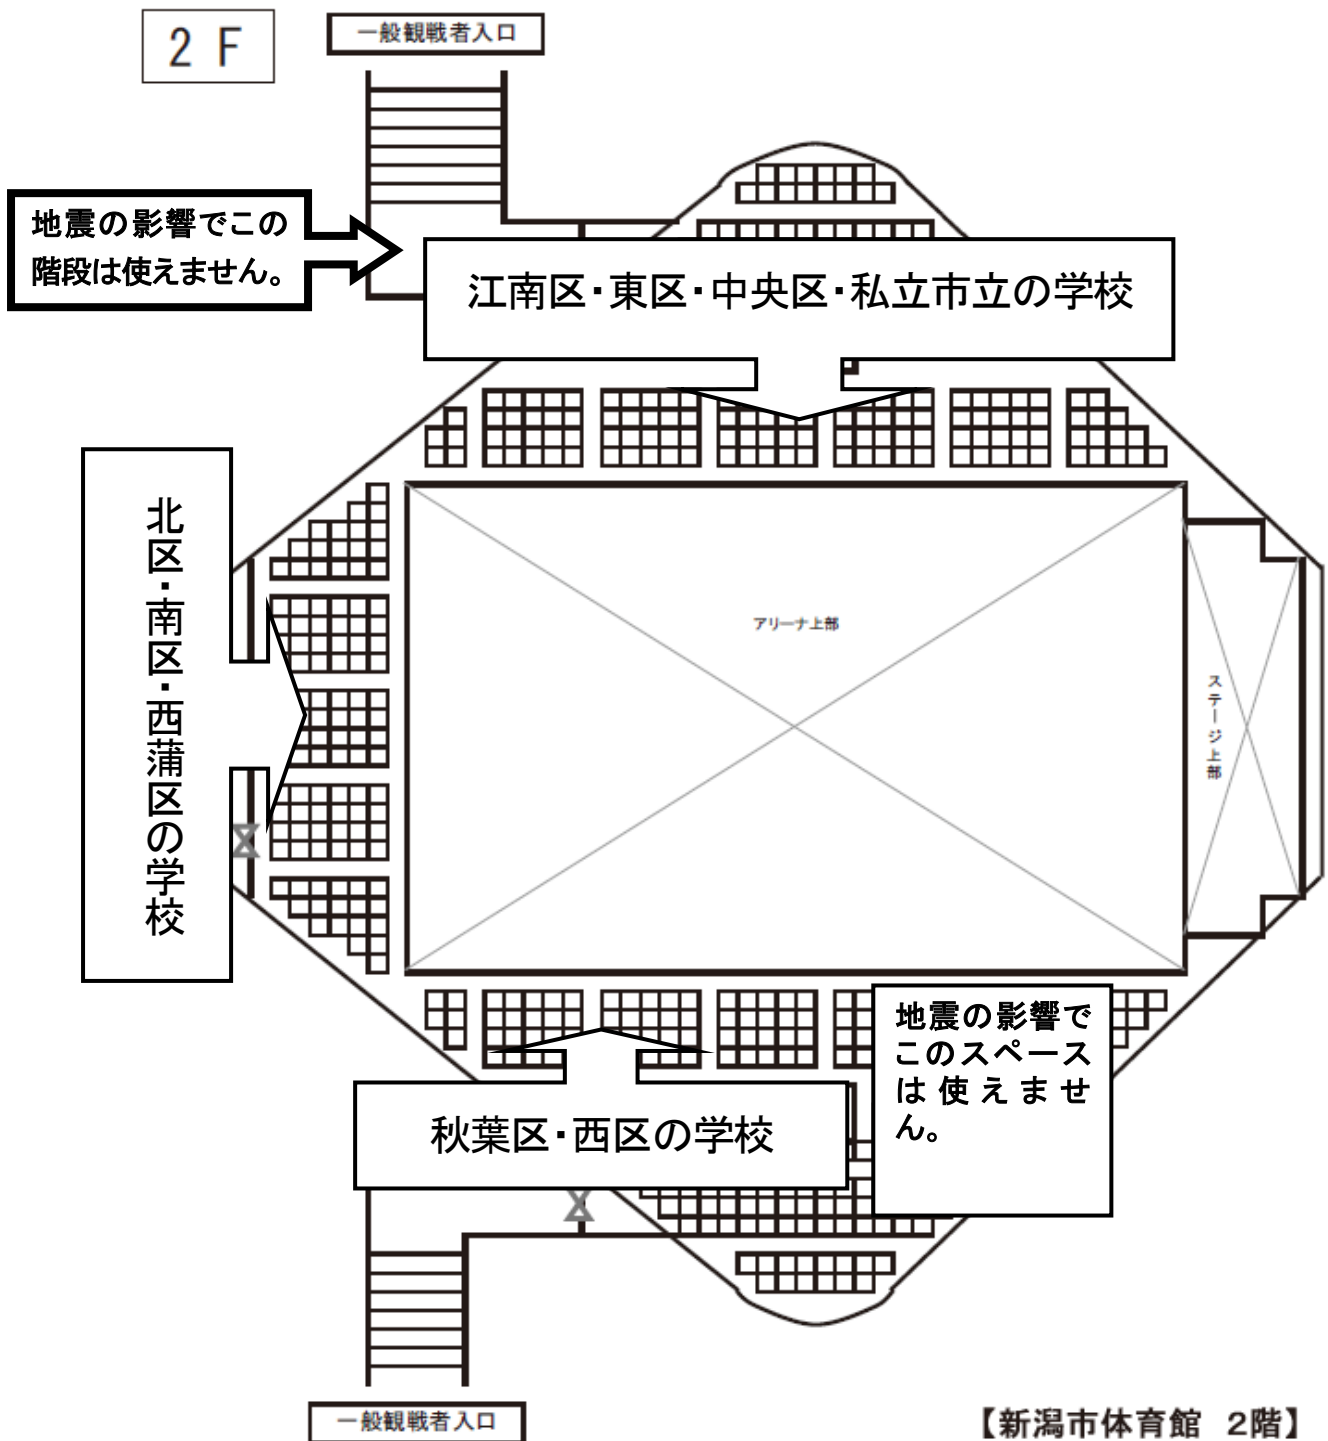 2 F
一般観戦者入口
地震の影響でこの
階段は使えません。
江南区・東区・中央区・私立市立の学校
北区・南区・西蒲区の学校
アリーナ上部
ステージ上部
地震の影響で
このスペース
は使えませ
ん。
秋葉区・西区の学校
一般観戦者入口
【新潟市体育館 2階】